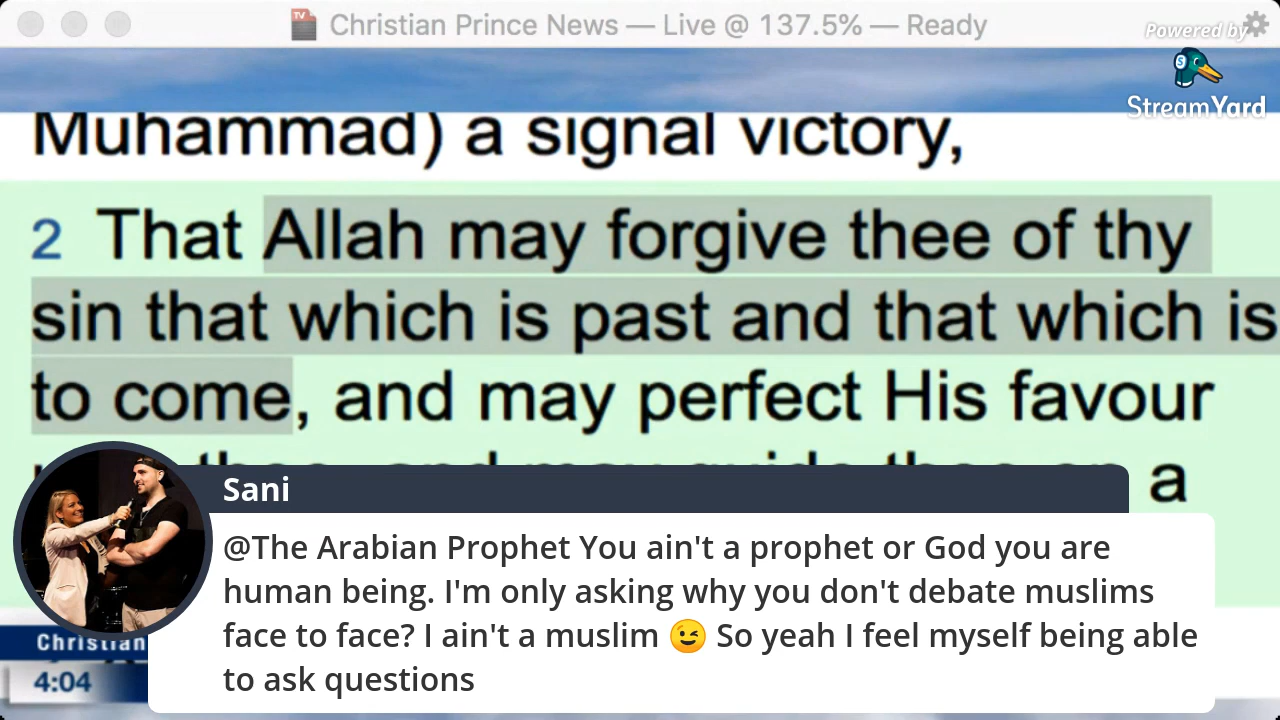 Christian Prince News — Live @ 137.5% — Ready
Powered by
StreamYard
Muhammad) a signal victory,
2 That Allah may forgive thee of thy
sin that which is past and that which is
to come, and may perfect His favour
a
Sani
@The Arabian Prophet You ain't a prophet or God you are
human being. I'm only asking why you don't debate muslims
face to face? I ain't a muslim 😉 So yeah I feel myself being able
to ask questions
Christian
4:04